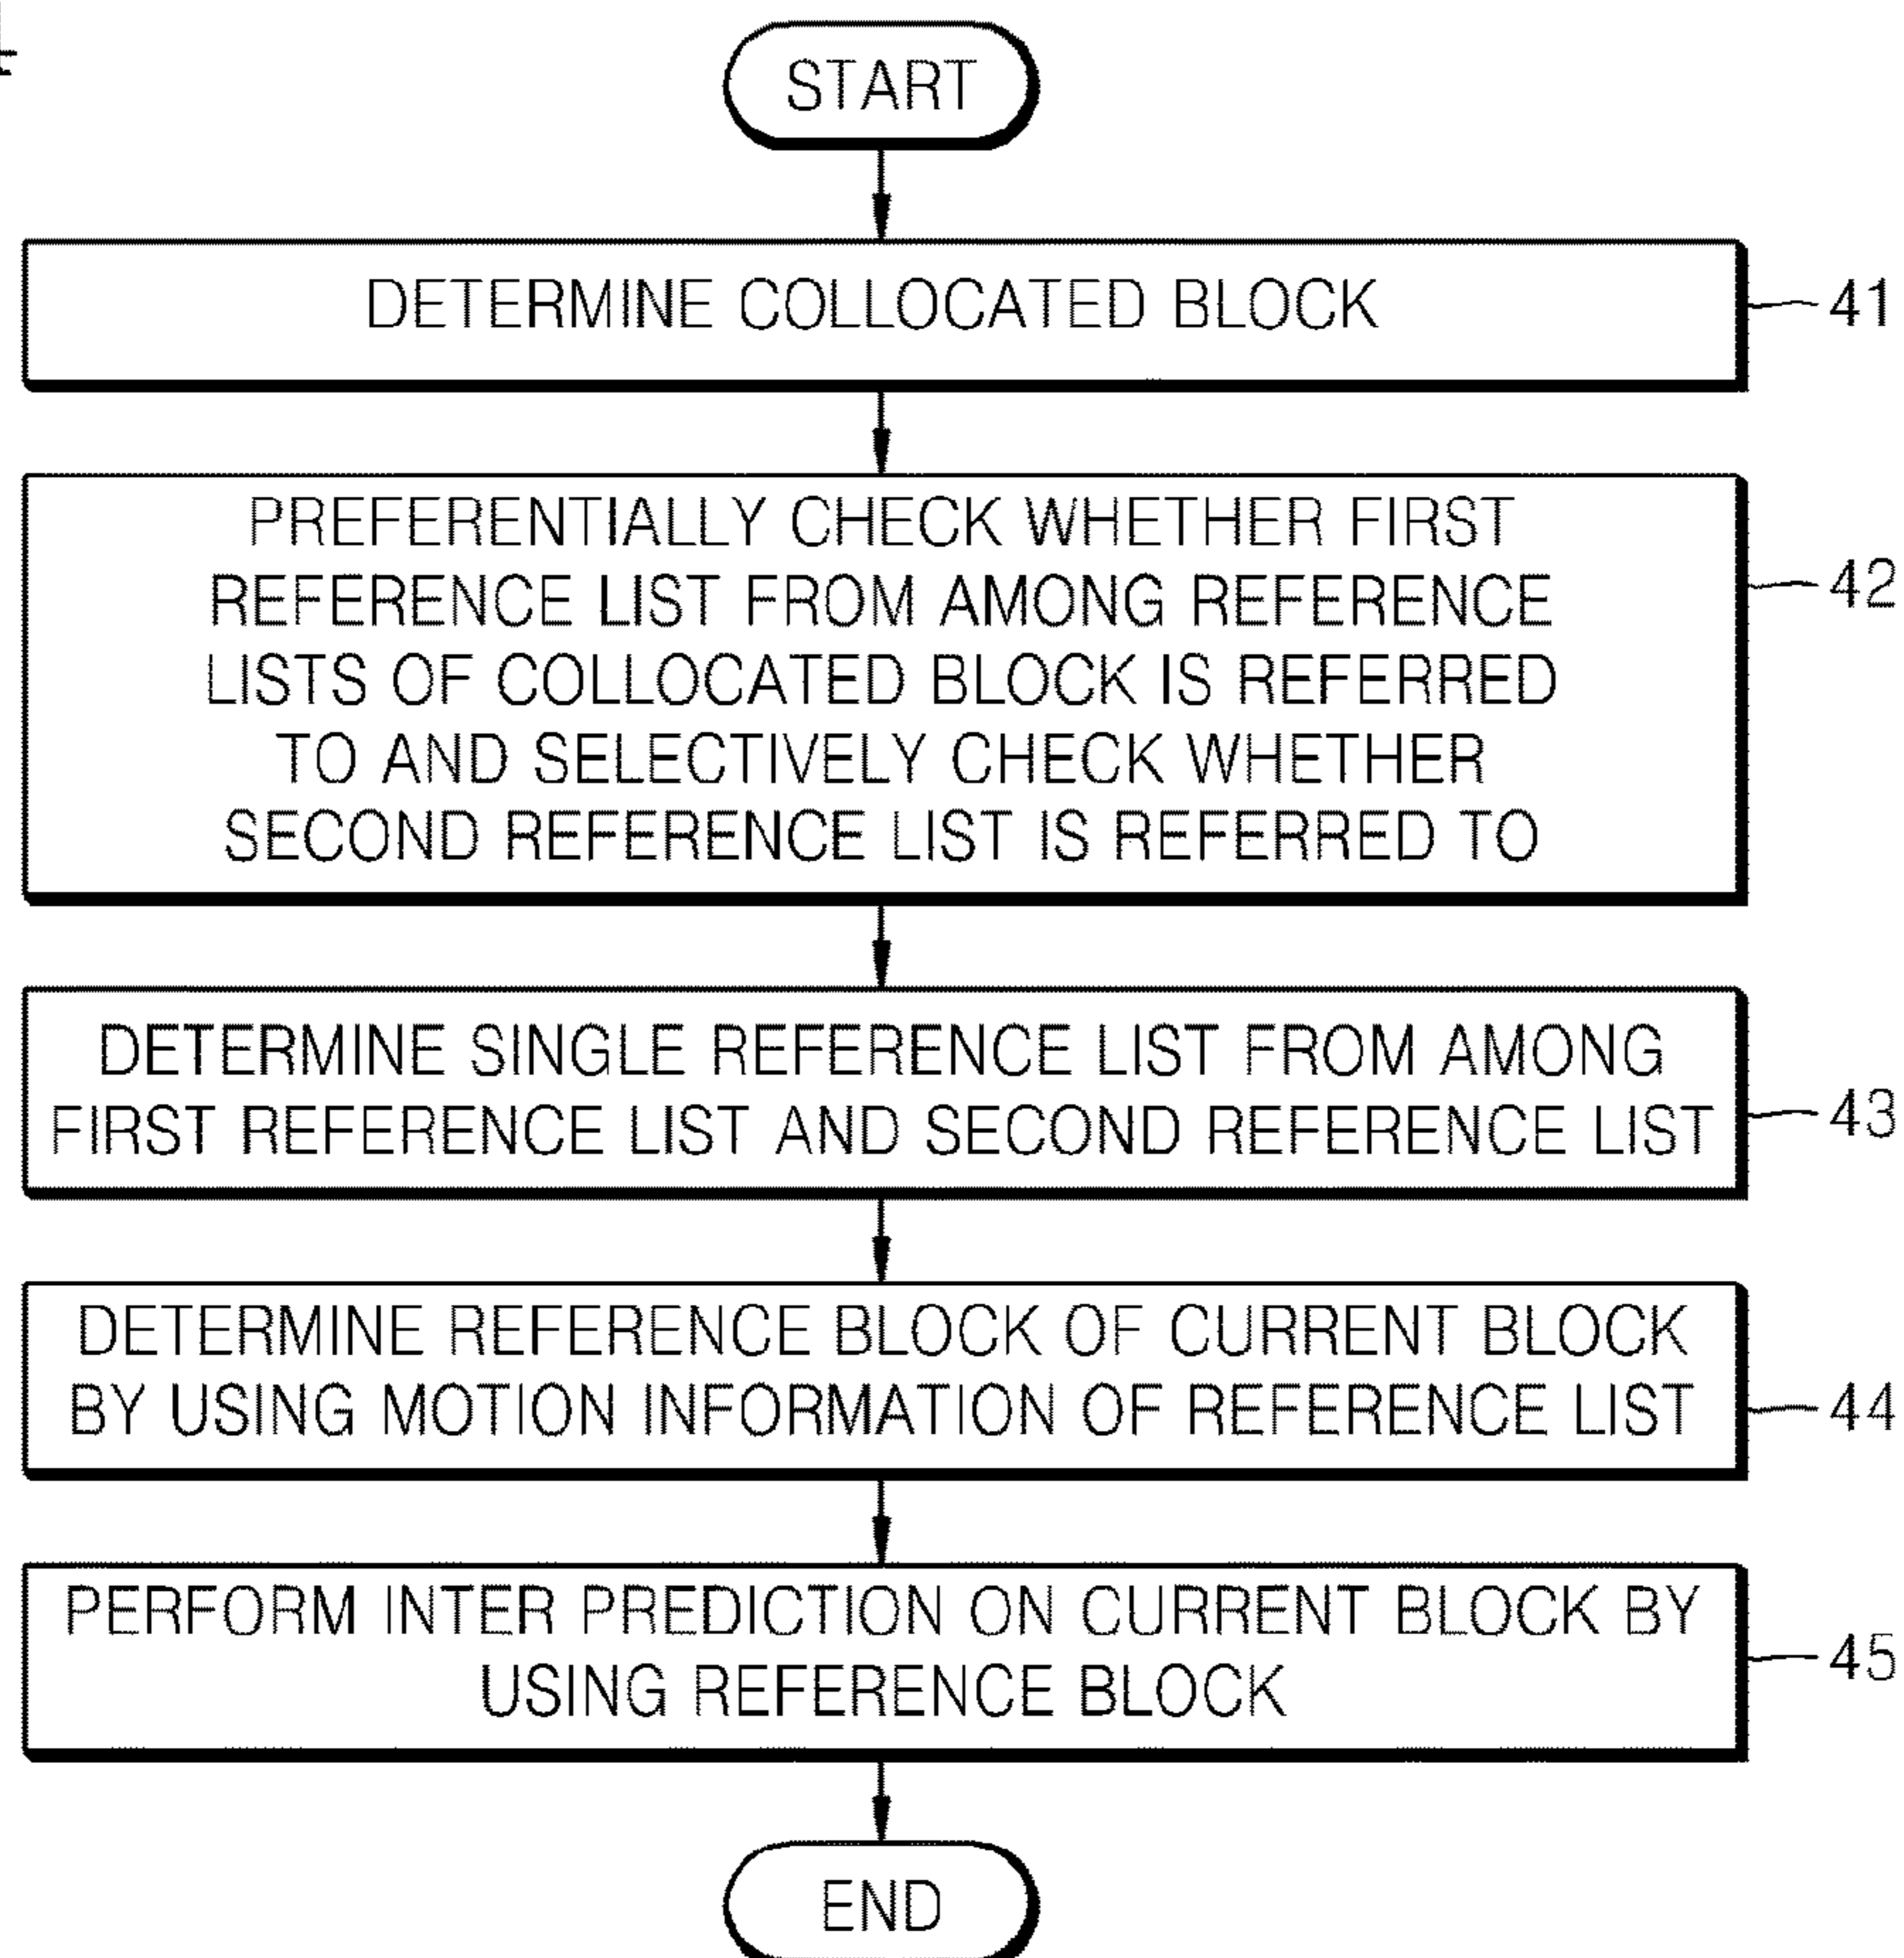 START
DETERMINE COLLOCATED BLOCK
41
PREFERENTIALLY CHECK WHETHER FIRST
REFERENCE LIST FROM AMONG REFERENCE
LISTS OF COLLOCATED BLOCK IS REFERRED
TO AND SELECTIVELY CHECK WHETHER
SECOND REFERENCE LIST IS REFERRED TO
42
DETERMINE SINGLE REFERENCE LIST FROM AMONG
FIRST REFERENCE LIST AND SECOND REFERENCE LIST
43
DETERMINE REFERENCE BLOCK OF CURRENT BLOCK
BY USING MOTION INFORMATION OF REFERENCE LIST
44
PERFORM INTER PREDICTION ON CURRENT BLOCK BY
USING REFERENCE BLOCK
45
END